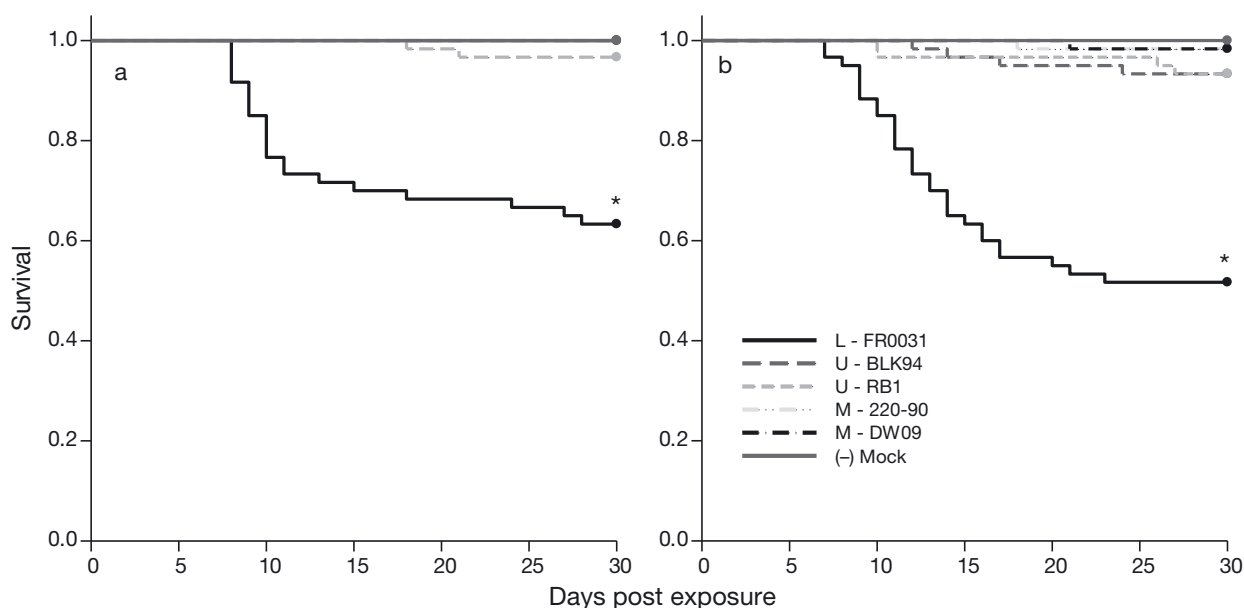 a
b
1.0
0.8
0.6
0.4
0.2
0.0
1.0
0.8
0.6
0.4
0.2
0.0
Survival
*
*
L - FR0031
U - BLK94
U - RB1
M - 220-90
M - DW09
(–) Mock
0 5 10 15 20 25 30
0 5 10 15 20 25 30
Days post exposure